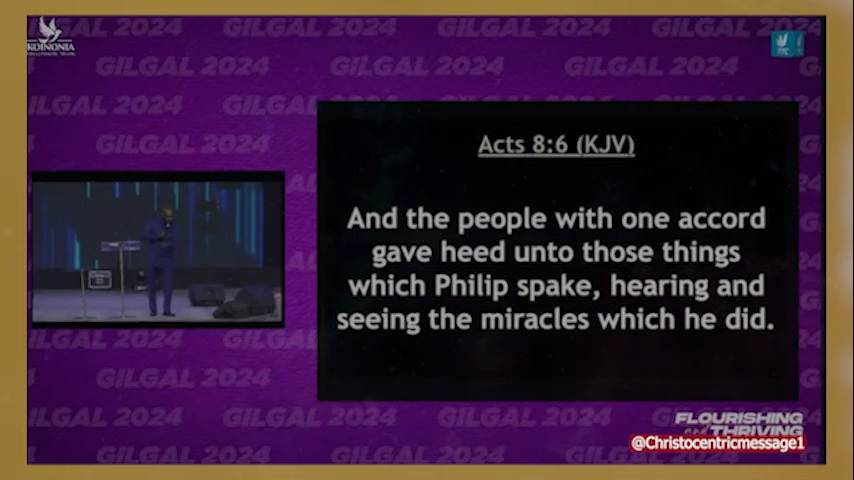 KOINONIA
GILGAL 2024
Acts 8:6 (KJV)
And the people with one accord
gave heed unto those things
which Philip spake, hearing and
seeing the miracles which he did.
FLOURISHING
and THRIVING
@Christocentricmessage1